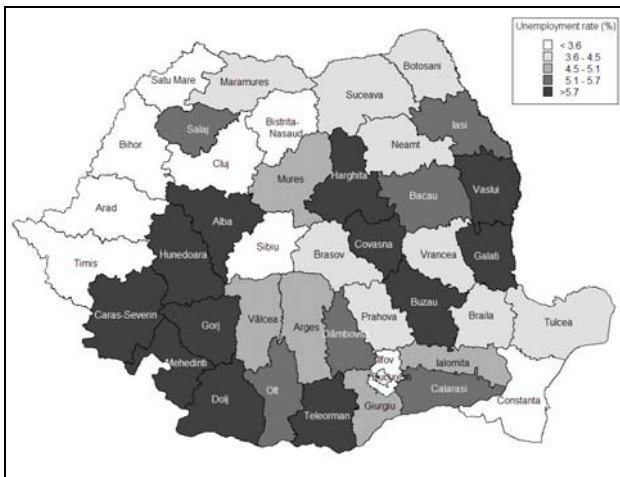 Unemployment rate (%)
< 3.6
3.6 - 4.5
4.5 - 5.1
5.1 - 5.7
>5.7
Botosani
Satu Mare
Maramures
Suceava
Salaj
Bistrita-
Nasaud
Iasi
Bihor
Neamt
Cluj
Mures
Harghita
Bacau
Vaslui
Arad
Alba
Timis
Hunedoara
Sibiu
Brasov
Covasna
Vrancea
Galati
Caras-Severin
Gorj
Vâlcea
Arges
Prahova
Buzau
Braila
Tulcea
Ialomita
Mehedinti
Dolj
Olt
Teleorman
Giurgiu
Calarasi
Constanta